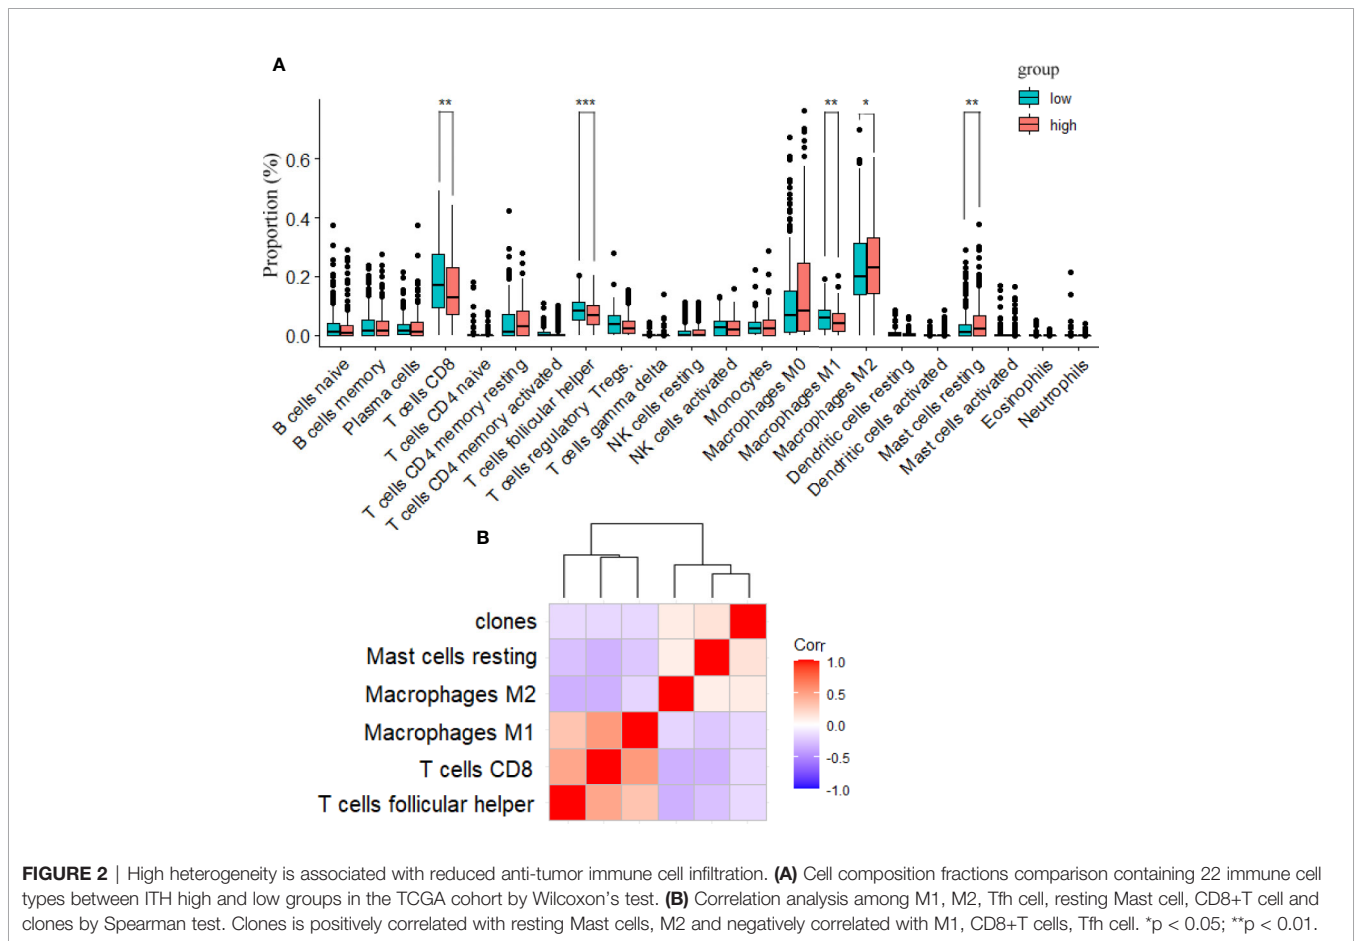 A
group
low
high
** *** ** * **
Proportion (%)
0.6
0.4
0.2
0.0
B cells naive
B cells memory
Plasma cells
T cells CD8
T cells CD4 naive
T cells CD4 memory resting
T cells CD4 memory activated
T cells follicular helper
T cells regulatory Tregs.
T cells gamma delta
NK cells resting
NK cells activated
Monocytes
Macrophages M0
Macrophages M1
Macrophages M2
Dendritic cells resting
Dendritic cells activated
Mast cells resting
Mast cells activated
Eosinophils
Neutrophils
B
clones
Mast cells resting
Macrophages M2
Macrophages M1
T cells CD8
T cells follicular helper
Corr
1.0
0.5
0.0
-0.5
-1.0
FIGURE 2 | High heterogeneity is associated with reduced anti-tumor immune cell infiltration. (A) Cell composition fractions comparison containing 22 immune cell
types between ITH high and low groups in the TCGA cohort by Wilcoxon's test. (B) Correlation analysis among M1, M2, Tfh cell, resting Mast cell, CD8+T cell and
clones by Spearman test. Clones is positively correlated with resting Mast cells, M2 and negatively correlated with M1, CD8+T cells, Tfh cell. *p < 0.05; **p < 0.01.